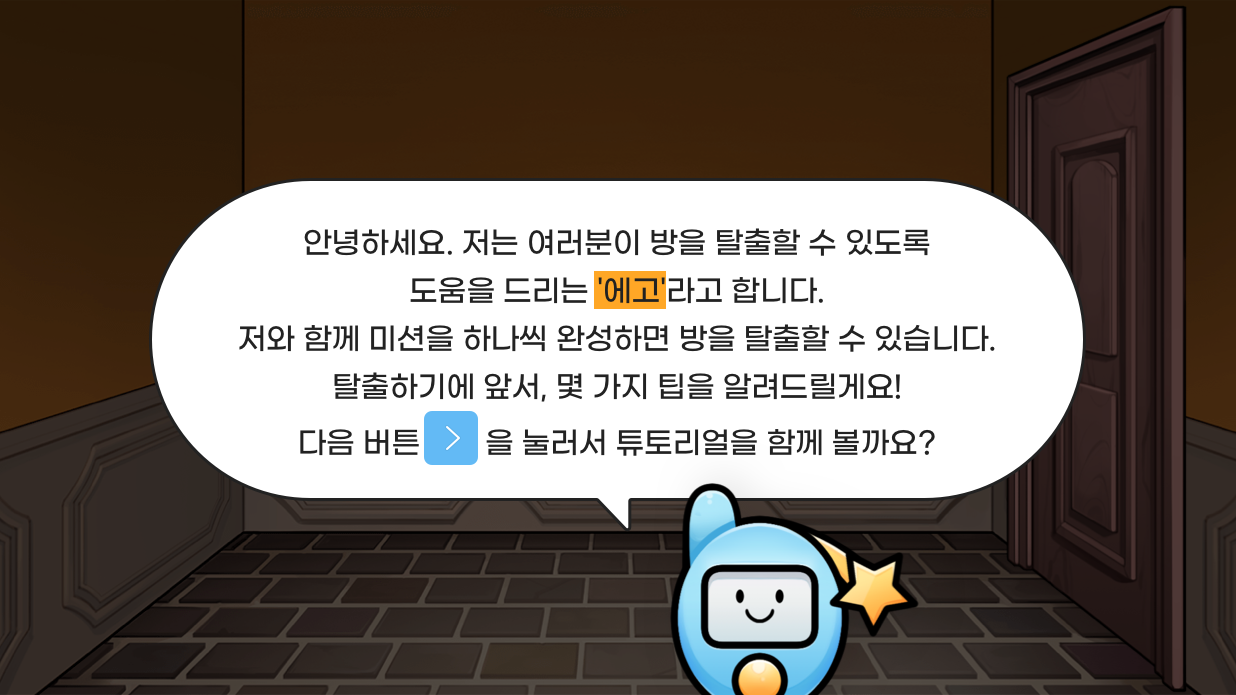 안녕하세요. 저는 여러분이 방을 탈출할 수 있도록
도움을 드리는 '에고'라고 합니다.
저와 함께 미션을 하나씩 완성하면 방을 탈출할 수 있습니다.
탈출하기에 앞서, 몇 가지 팁을 알려드릴게요!
다음 버튼 을 눌러서 튜토리얼을 함께 볼까요?